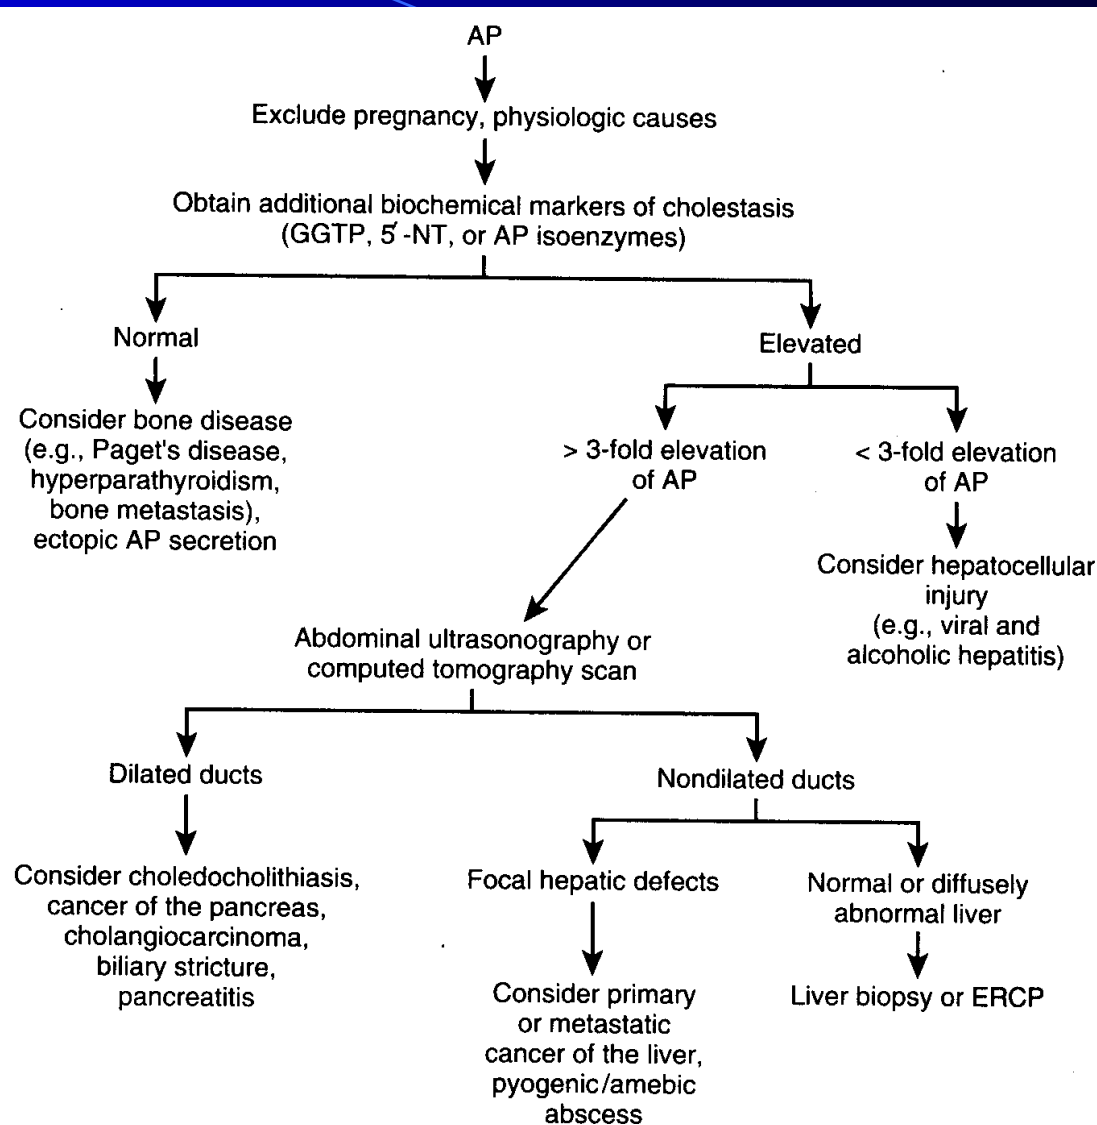 AP
Exclude pregnancy, physiologic causes
Obtain additional biochemical markers of cholestasis
(GGTP, 5́ -NT, or AP isoenzymes)
Normal
Elevated
Consider bone disease
(e.g., Paget's disease,
hyperparathyroidism,
bone metastasis),
ectopic AP secretion
> 3-fold elevation
of AP
< 3-fold elevation
of AP
Consider hepatocellular
injury
(e.g., viral and
alcoholic hepatitis)
Abdominal ultrasonography or
computed tomography scan
Dilated ducts
Nondilated ducts
Consider choledocholithiasis,
cancer of the pancreas,
cholangiocarcinoma,
biliary stricture,
pancreatitis
Focal hepatic defects
Normal or diffusely
abnormal liver
Consider primary
or metastatic
cancer of the liver,
pyogenic/amebic
abscess
Liver biopsy or ERCP